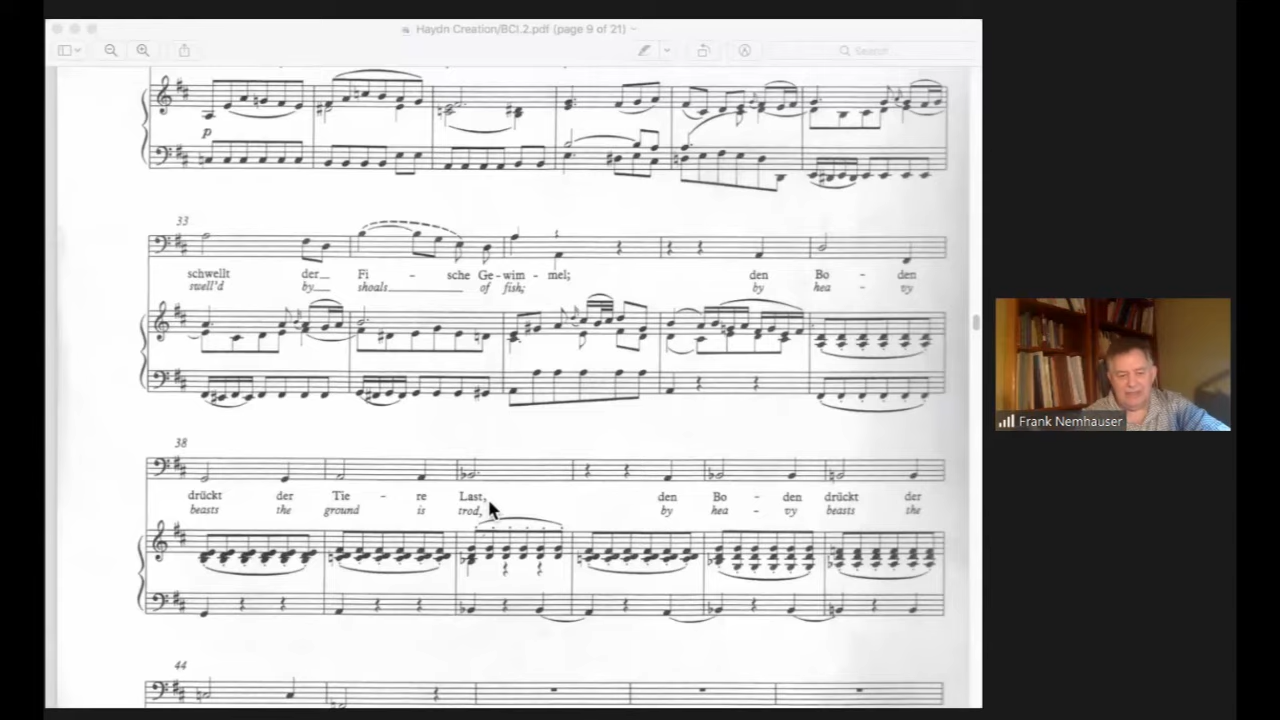 Haydn Creation/BCI.2.pdf (page 9 of 21)
Search
p
33
schwellt der Fi - sche Ge - wim - mel; den Bo - den
swell'd by shoals of fish; by hea - vy
38
drückt der Tie - re Last, den Bo - den drückt der
beasts the ground is trod, by hea - vy beasts the
44
Frank Nemhauser